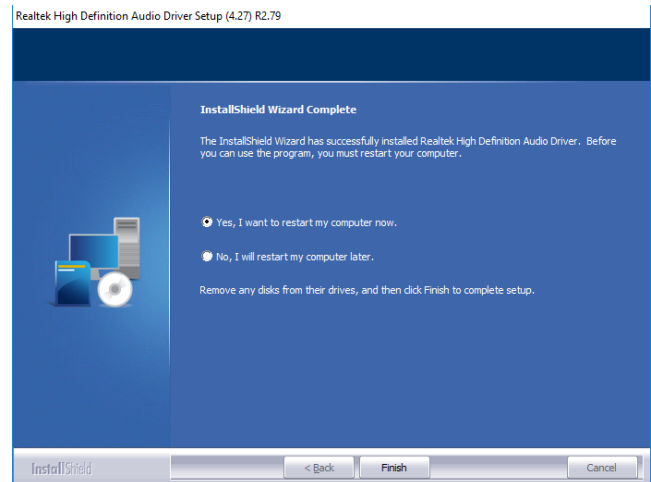 Realtek High Definition Audio Driver Setup (4.27) R2.79
InstallShield Wizard Complete
The InstallShield Wizard has successfully installed Realtek High Definition Audio Driver. Before
you can use the program, you must restart your computer.
Yes, I want to restart my computer now.
No, I will restart my computer later.
Remove any disks from their drives, and then click Finish to complete setup.
InstallShield
< Back
Finish
Cancel